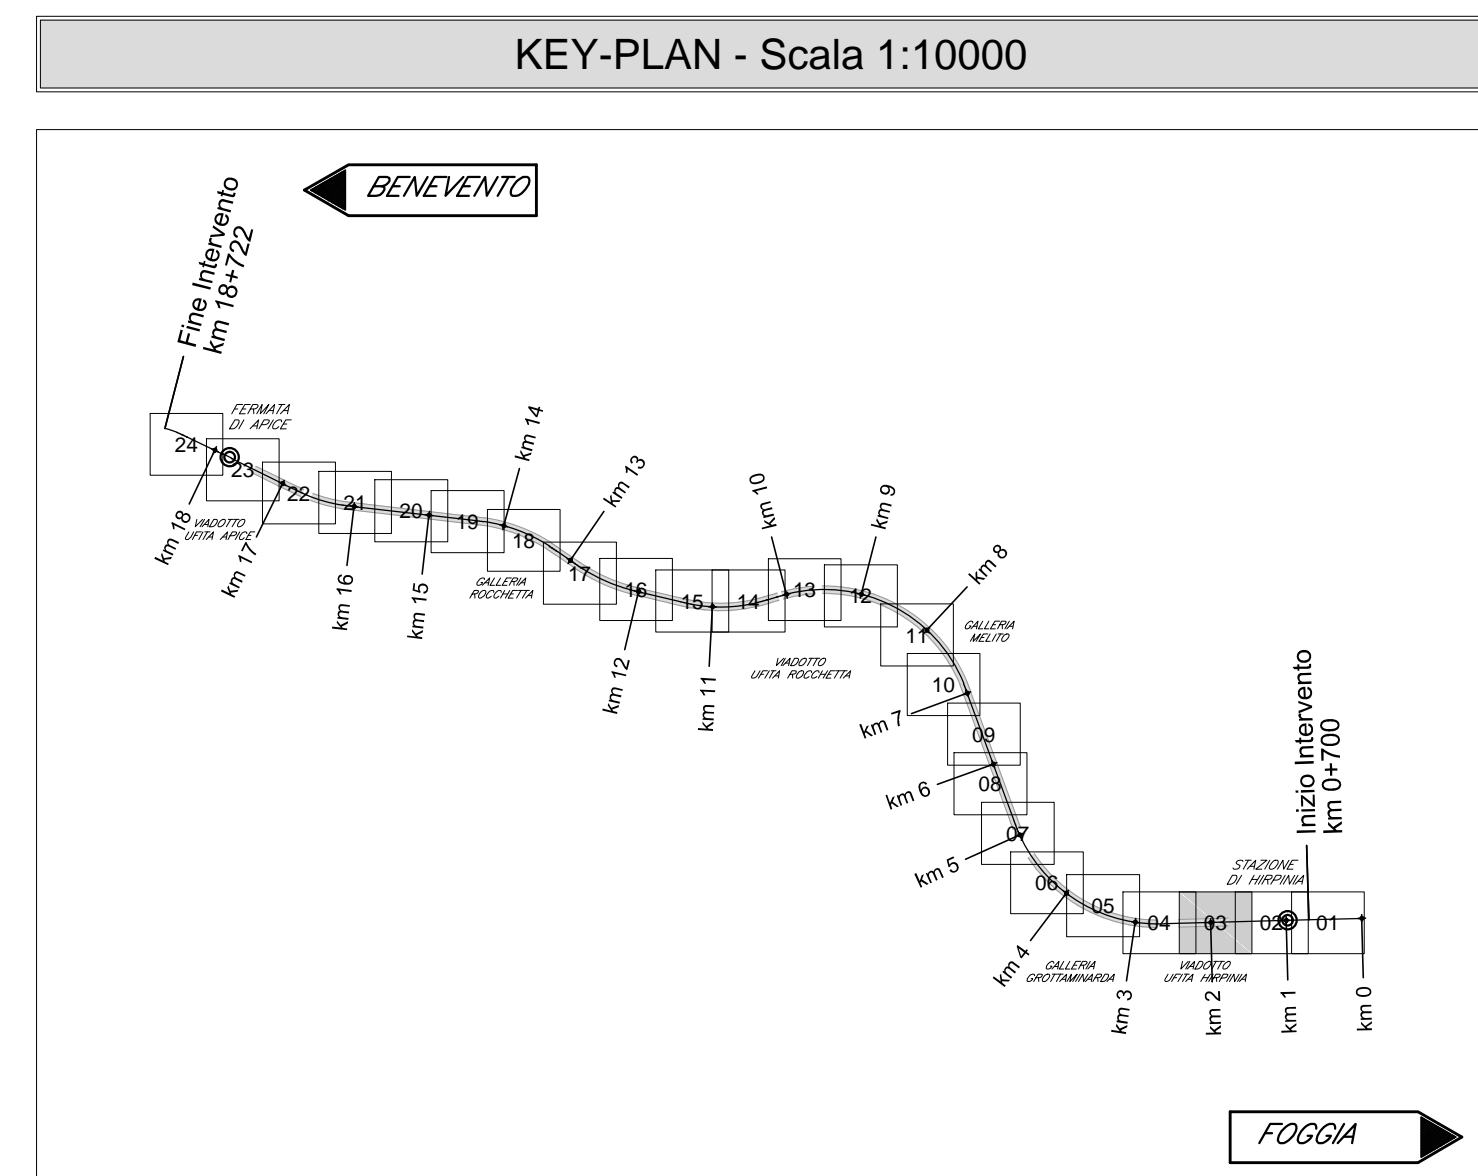 KEY-PLAN - Scala 1:10000
BENEVENTO
Fine Intervento
km 18+722
FERMATA
DI APICE
24
23
22
21
20
19
18
17
16
15
14
13
12
11
10
09
08
07
06
05
04
03
02
01
km 18
VIADOTTO
UFITA APICE
km 17
km 16
km 15
km 14
GALLERIA
ROCCHETTA
km 13
km 12
km 11
VIADOTTO
UFITA ROCCHETTA
km 10
km 9
km 8
GALLERIA
MELITO
km 7
km 6
km 5
km 4
GALLERIA
GROTTAMINARDA
km 3
VIADOTTO
UFITA HIRPINIA
km 2
STAZIONE
DI HIRPINIA
km 1
Inizio Intervento
km 0+700
km 0
FOGGIA